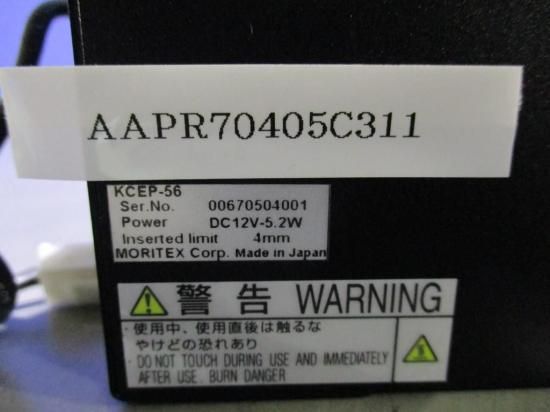 AAPR70405C311
KCEP-56
Ser.No. 00670504001
Power DC12V-5.2W
Inserted limit 4mm
MORITEX Corp. Made in Japan
警告 WARNING
・使用中、使用直後は触るな
やけどの恐れあり
・DO NOT TOUCH DURING USE AND IMMEDIATELY
AFTER USE. BURN DANGER